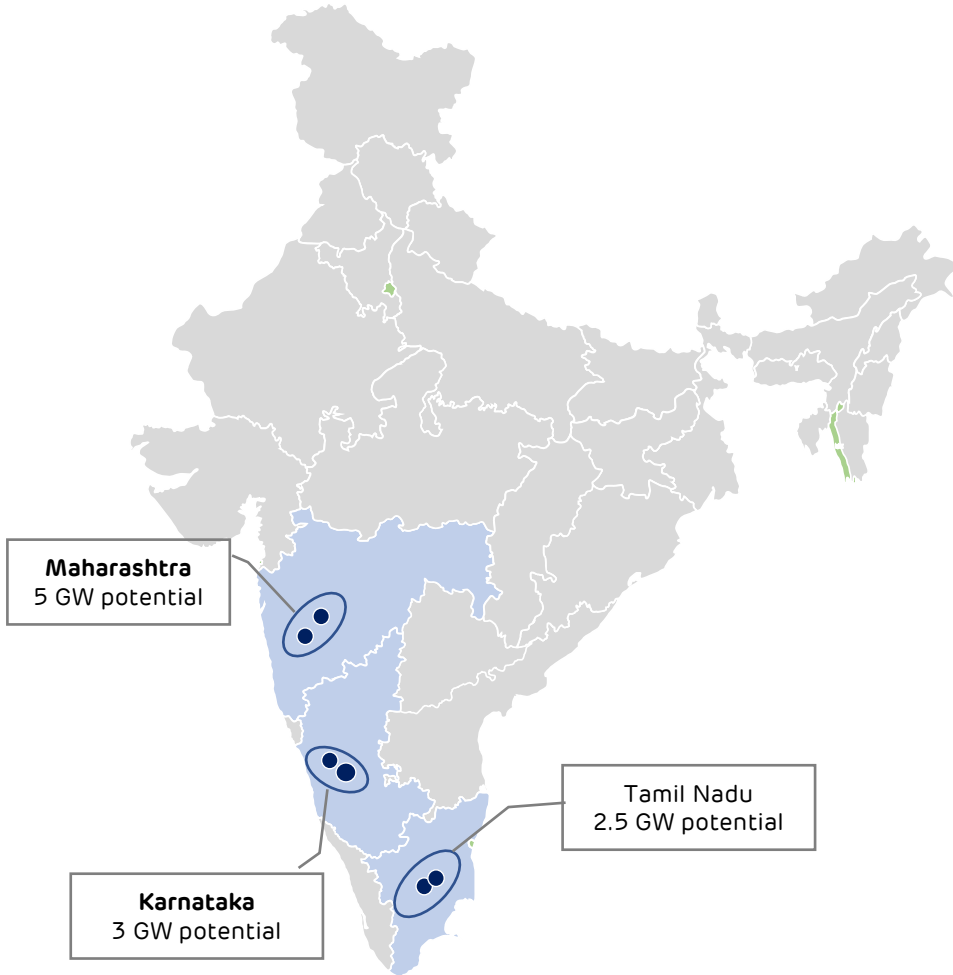 Maharashtra
5 GW potential
Tamil Nadu
2.5 GW potential
Karnataka
3 GW potential